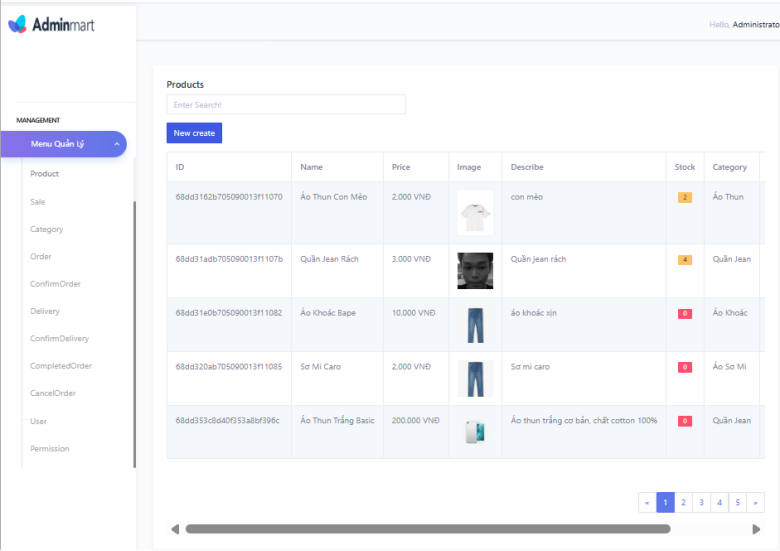 Adminmart
Hello, Administrato
Products
Enter Search!
MANAGEMENT
New create
Menu Quản Lý
Product
Sale
Category
Order
ConfirmOrder
Delivery
ConfirmDelivery
CompletedOrder
CancelOrder
User
Permission
ID Name Price Image Describe Stock Category
68dd3162b705090013f11070 Áo Thun Con Mèo 2.000 VNĐ con mèo 2 Áo Thun
68dd31adb705090013f1107b Quần Jean Rách 3.000 VNĐ Quần jean rách 4 Quần Jean
68dd31e0b705090013f11082 Áo Khoác Bape 10.000 VNĐ áo khoác xịn 0 Áo Khoác
68dd320ab705090013f11085 Sơ Mi Caro 2.000 VNĐ Sơ mi caro 0 Áo Sơ Mi
68dd353c8d40f353a8bf396c Áo Thun Trắng Basic 200.000 VNĐ Áo thun trắng cơ bản, chất cotton 100% 0 Quần Jean
« 1 2 3 4 5 »